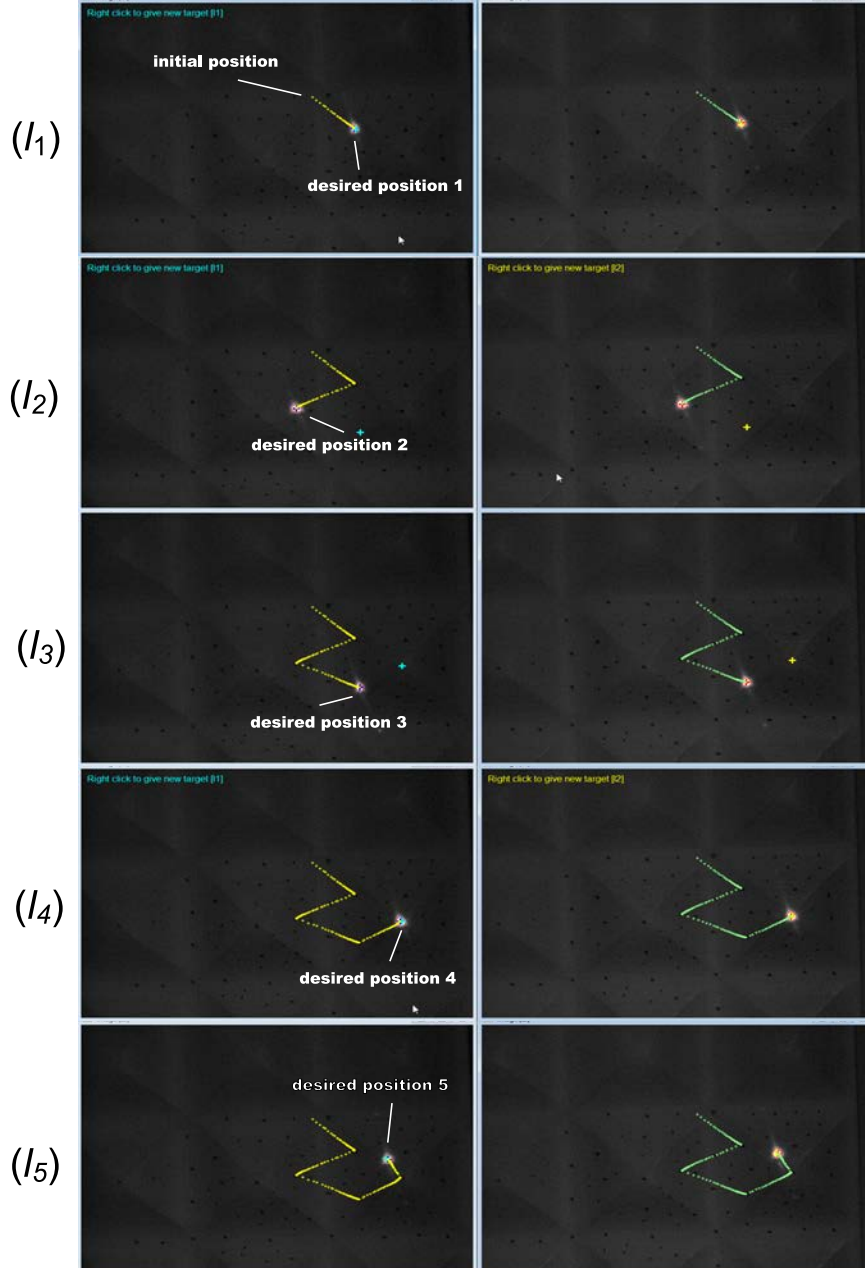 Right click to give new target [I1]
initial position
(I1)
desired position 1
Right click to give new target [I1]
Right click to give new target [I2]
(I2)
desired position 2
(I3)
desired position 3
Right click to give new target [I1]
Right click to give new target [I2]
(I4)
desired position 4
desired position 5
(I5)